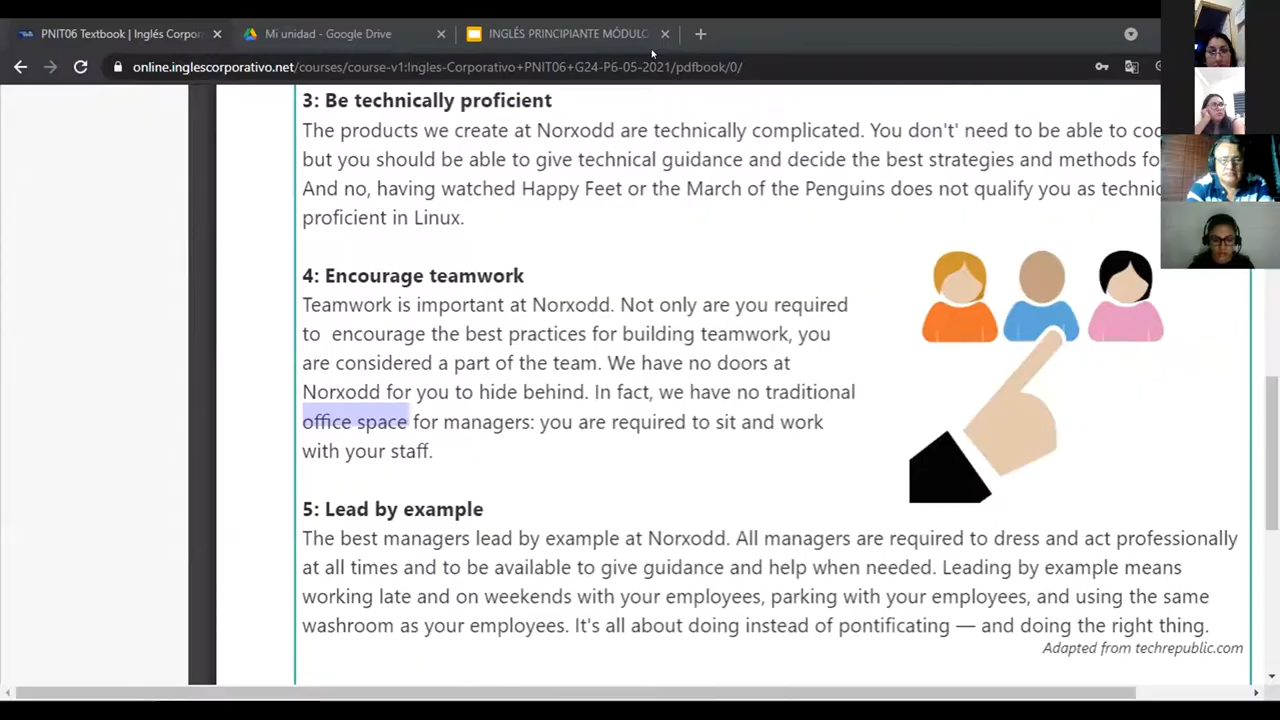 PNIT06 Textbook | Inglés Corpor
Mi unidad - Google Drive
INGLÉS PRINCIPIANTE MÓDULO
online.inglescorporativo.net/courses/course-v1:Ingles-Corporativo+PNIT06+G24-P6-05-2021/pdfbook/0/
3: Be technically proficient
The products we create at Norxodd are technically complicated. You don't' need to be able to co
but you should be able to give technical guidance and decide the best strategies and methods fo
And no, having watched Happy Feet or the March of the Penguins does not qualify you as techni
proficient in Linux.
4: Encourage teamwork
Teamwork is important at Norxodd. Not only are you required
to encourage the best practices for building teamwork, you
are considered a part of the team. We have no doors at
Norxodd for you to hide behind. In fact, we have no traditional
office space for managers: you are required to sit and work
with your staff.
5: Lead by example
The best managers lead by example at Norxodd. All managers are required to dress and act professionally
at all times and to be available to give guidance and help when needed. Leading by example means
working late and on weekends with your employees, parking with your employees, and using the same
washroom as your employees. It's all about doing instead of pontificating — and doing the right thing.
Adapted from techrepublic.com